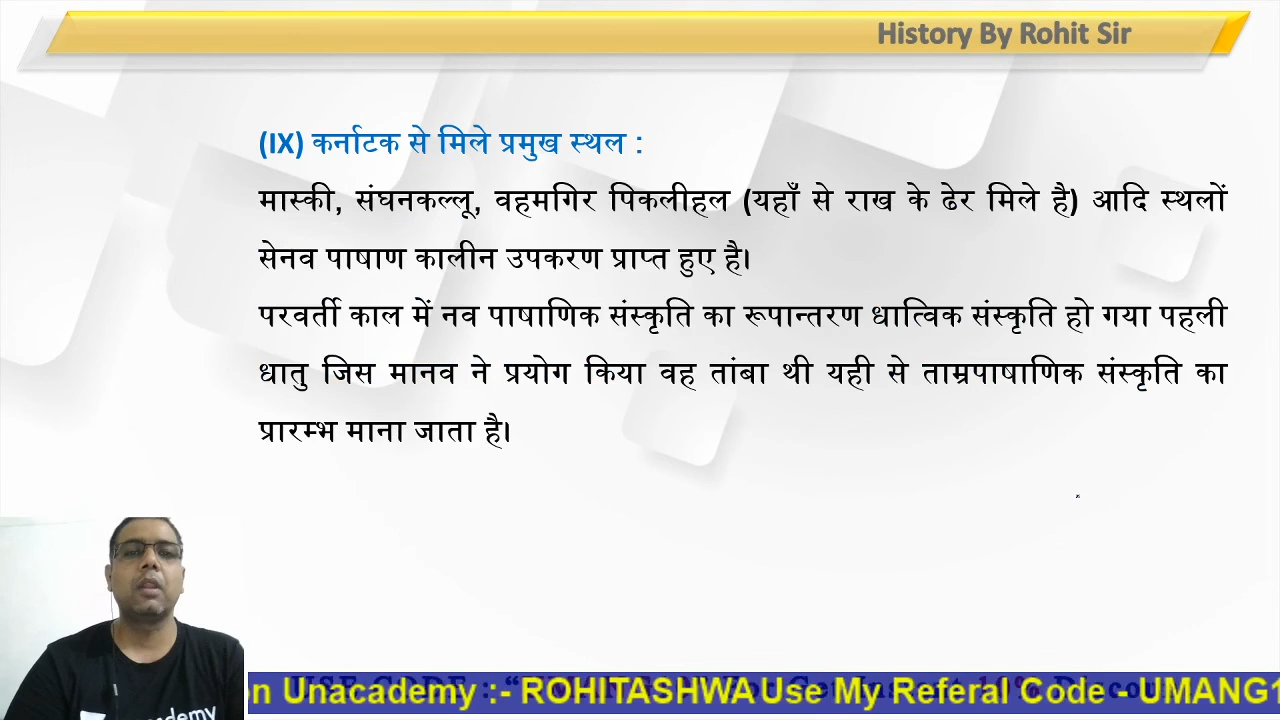 History By Rohit Sir
(IX) कर्नाटक से मिले प्रमुख स्थल :
मास्की, संघनकल्लू, वहमगिर पिकलीहल (यहाँ से राख के ढेर मिले है) आदि स्थलों
सेनव पाषाण कालीन उपकरण प्राप्त हुए है।
परवर्ती काल में नव पाषाणिक संस्कृति का रूपान्तरण धात्विक संस्कृति हो गया पहली
धातु जिस मानव ने प्रयोग किया वह तांबा थी यही से ताम्रपाषाणिक संस्कृति का
प्रारम्भ माना जाता है।
on Unacademy :- ROHITASHWA Use My Referal Code - UMANG1